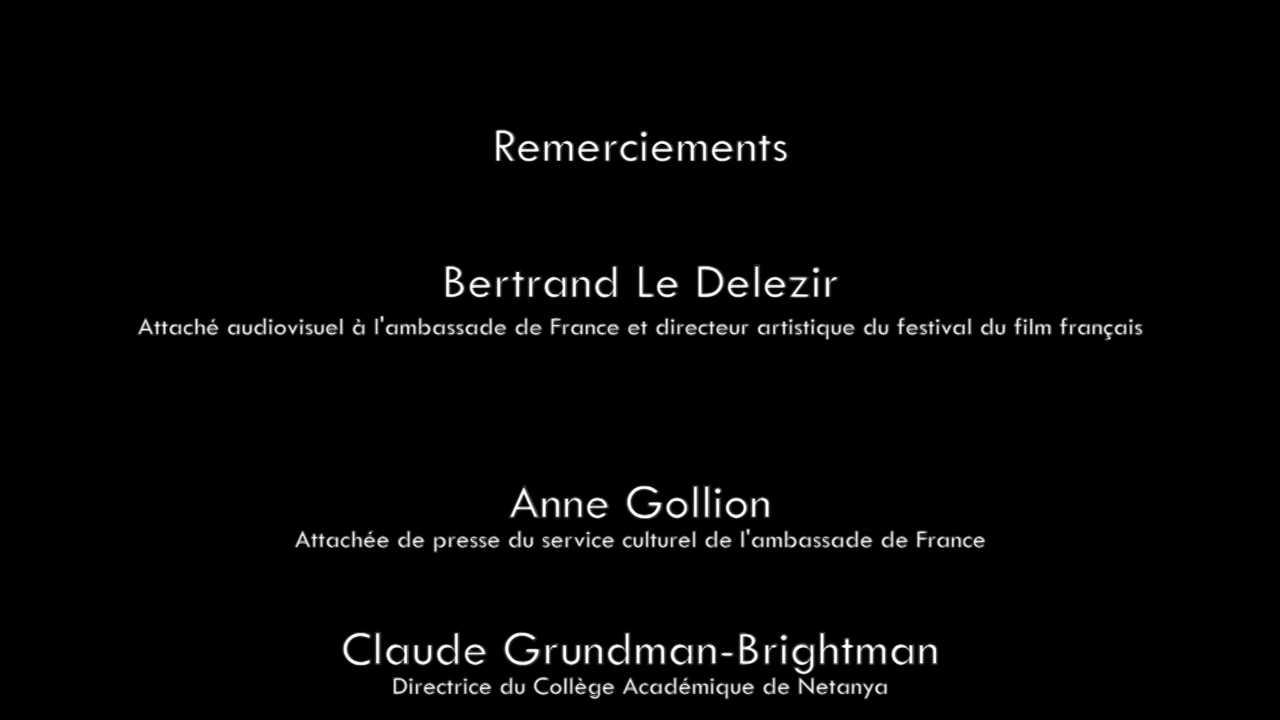 Remerciements
Bertrand Le Delezir
Attaché audiovisuel à l'ambassade de France et directeur artistique du festival du film français
Anne Gollion
Attachée de presse du service culturel de l'ambassade de France
Claude Grundman-Brightman
Directrice du Collège Académique de Netanya